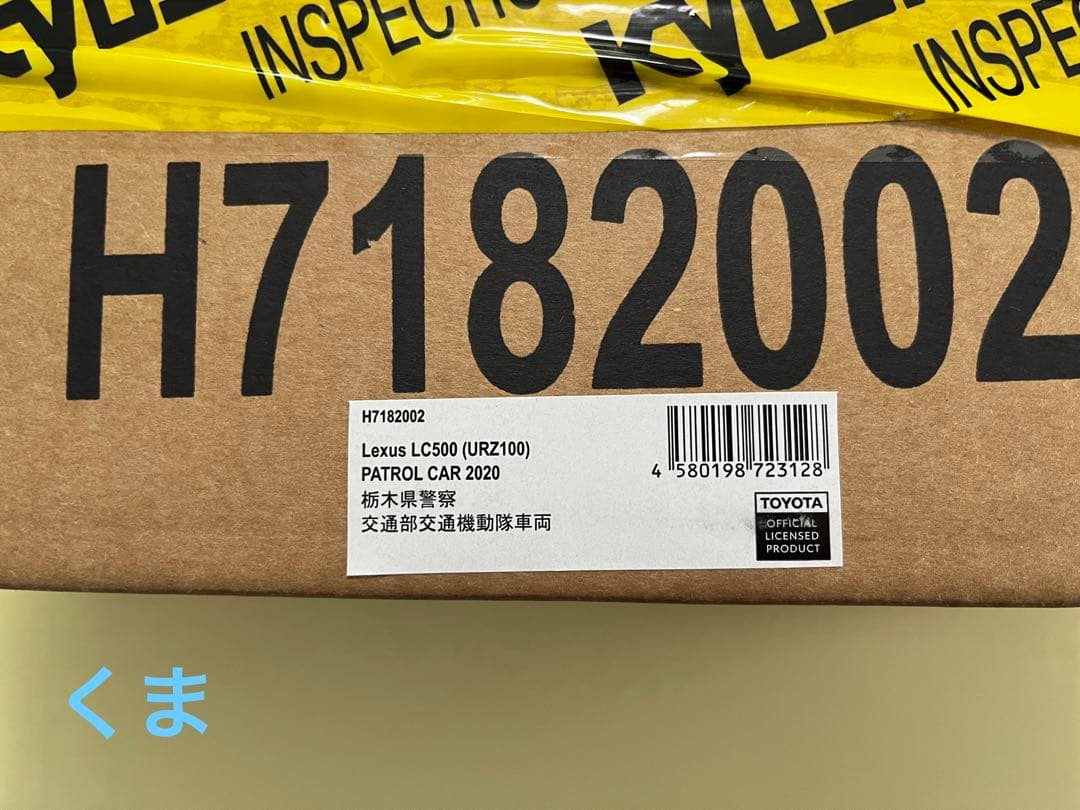 INSPECTIO
INSPE
H7182002
H7182002
Lexus LC500 (URZ100)
PATROL CAR 2020
栃木県警察
交通部交通機動隊車両
4 580198 723128
TOYOTA
OFFICIAL
LICENSED
PRODUCT
くま